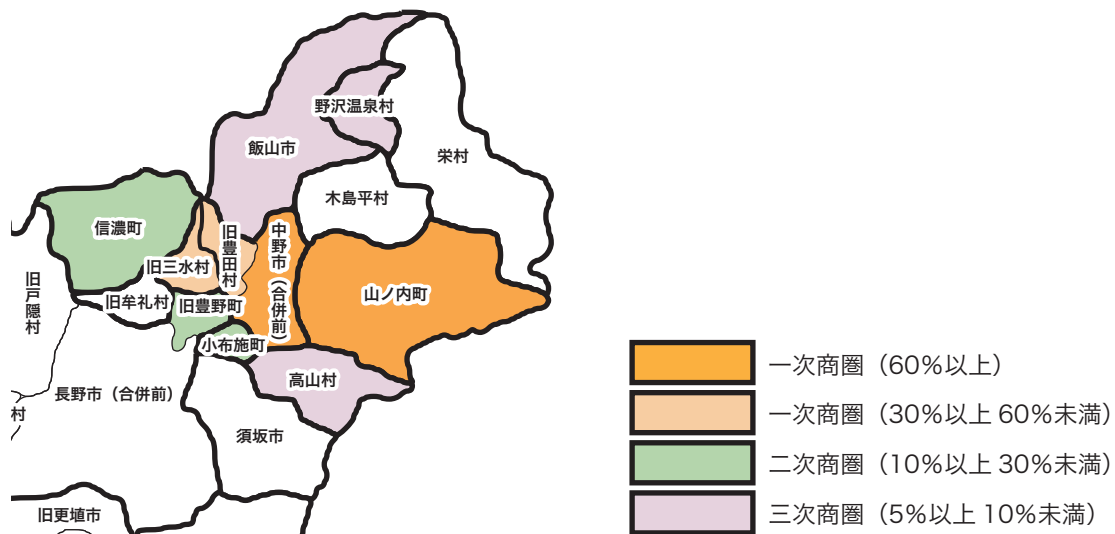 野沢温泉村
飯山市
栄村
木島平村
信濃町
旧豊田村
中野市（合併前）
旧三水村
旧戸隠村
旧牟礼村
旧豊野町
山ノ内町
小布施町
高山村
長野市（合併前）
村
須坂市
旧更埴市
一次商圏（60%以上）
一次商圏（30%以上 60%未満）
二次商圏（10%以上 30%未満）
三次商圏（5%以上 10%未満）